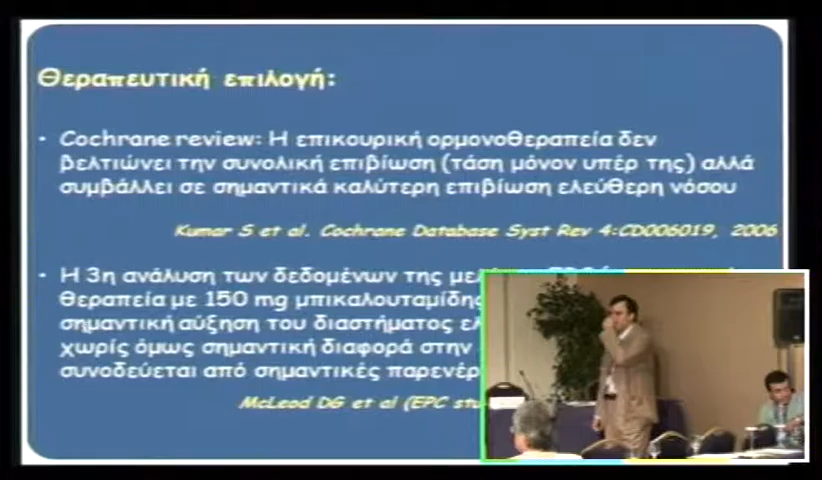 Θεραπευτική επιλογή:
• Cochrane review: Η επικουρική ορμονοθεραπεία δεν
βελτιώνει την συνολική επιβίωση (τάση μόνον υπέρ της) αλλά
συμβάλλει σε σημαντικά καλύτερη επιβίωση ελεύθερη νόσου
Kumar S et al. Cochrane Database Syst Rev 4:CD006019, 2006
• Η 3η ανάλυση των δεδομένων της
θεραπεία με 150 mg μπικαλουταμίδης
σημαντική αύξηση του διαστήματος
χωρίς όμως σημαντική διαφορά στην
συνοδεύεται από σημαντικές
McLeod DG et al (EPC